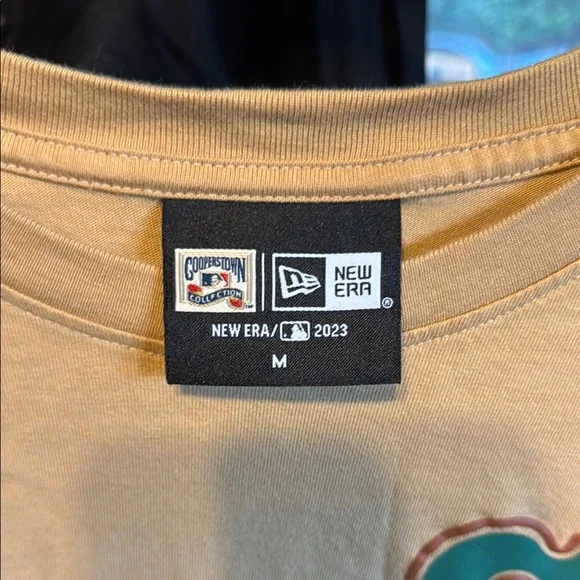 COOPERSTOWN
COLLECTION
NEW
ERA®
NEW ERA/ 2023
M